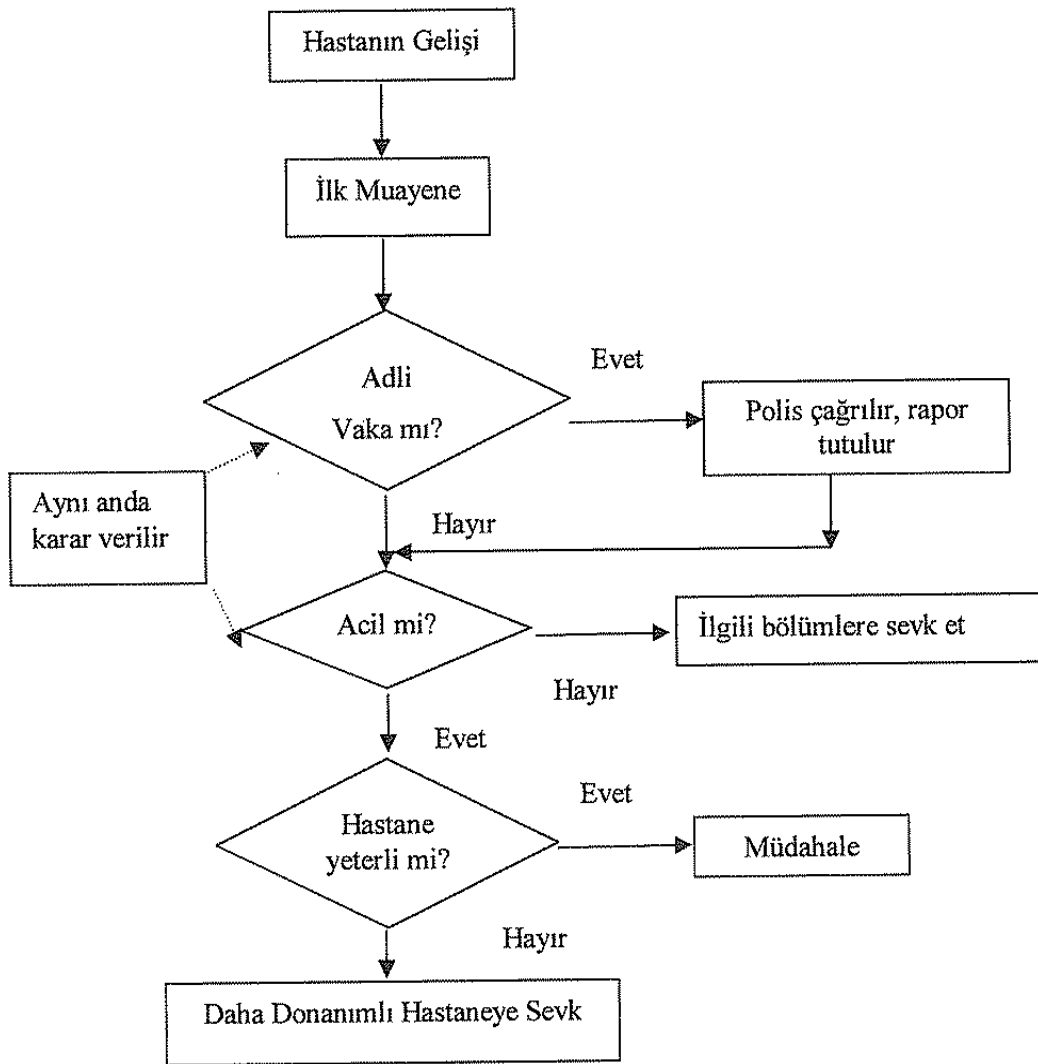 Hastanın Gelişi
İlk Muayene
Adli
Vaka mı?
Evet
Polis çağrılır, rapor
tutulur
Aynı anda
karar verilir
Hayır
Acil mi?
İlgili bölümlere sevk et
Hayır
Evet
Hastane
yeterli mi?
Evet
Müdahale
Hayır
Daha Donanımlı Hastaneye Sevk